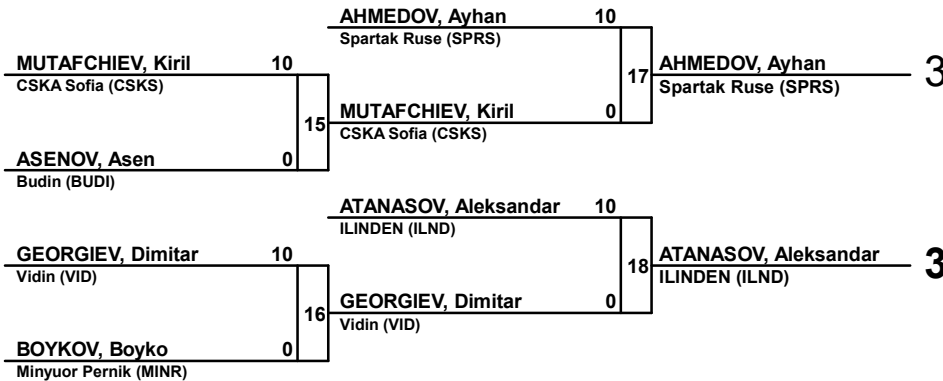 AHMEDOV, Ayhan 10
Spartak Ruse (SPRS)
MUTAFCHIEV, Kiril 10
CSKA Sofia (CSKS)
17 AHMEDOV, Ayhan 3
Spartak Ruse (SPRS)
15 MUTAFCHIEV, Kiril 0
CSKA Sofia (CSKS)
ASENOV, Asen 0
Budin (BUDI)
ATANASOV, Aleksandar 10
ILINDEN (ILND)
GEORGIEV, Dimitar 10
Vidin (VID)
18 ATANASOV, Aleksandar 3
ILINDEN (ILND)
16 GEORGIEV, Dimitar 0
Vidin (VID)
BOYKOV, Boyko 0
Minyuor Pernik (MINR)